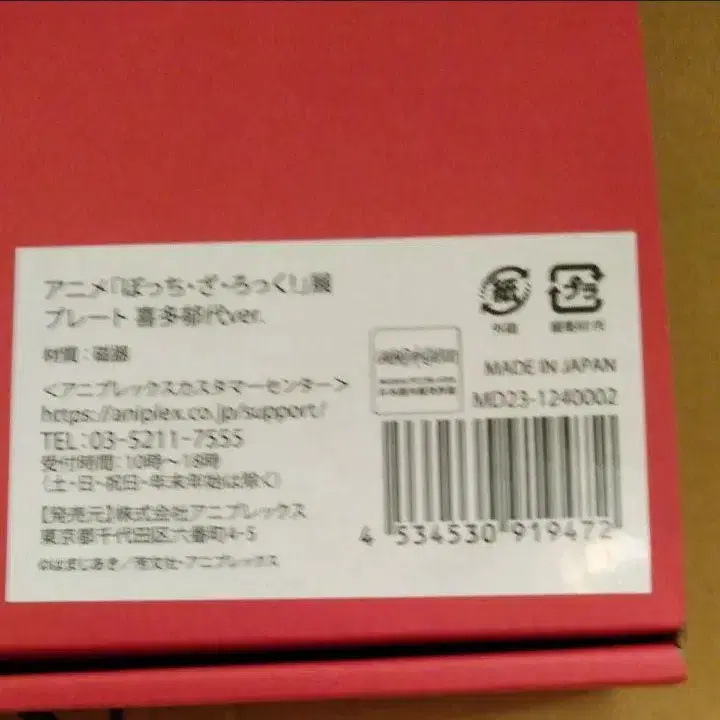 アニメ「ぼっち・ざ・ろっく！」展
プレート 喜多郁代ver.
材質：磁器
＜アニプレックスカスタマーセンター＞
https://aniplex.co.jp/support/
TEL：03-5211-7555
受付時間：10時～18時
（土・日・祝日・年末年始は除く）
【発売元】株式会社アニプレックス
東京都千代田区六番町4-5
©はまじあき／芳文社・アニプレックス
紙
外箱
プラ
緩衝材・内
MADE IN JAPAN
MD23-1240002
4 534530 919472